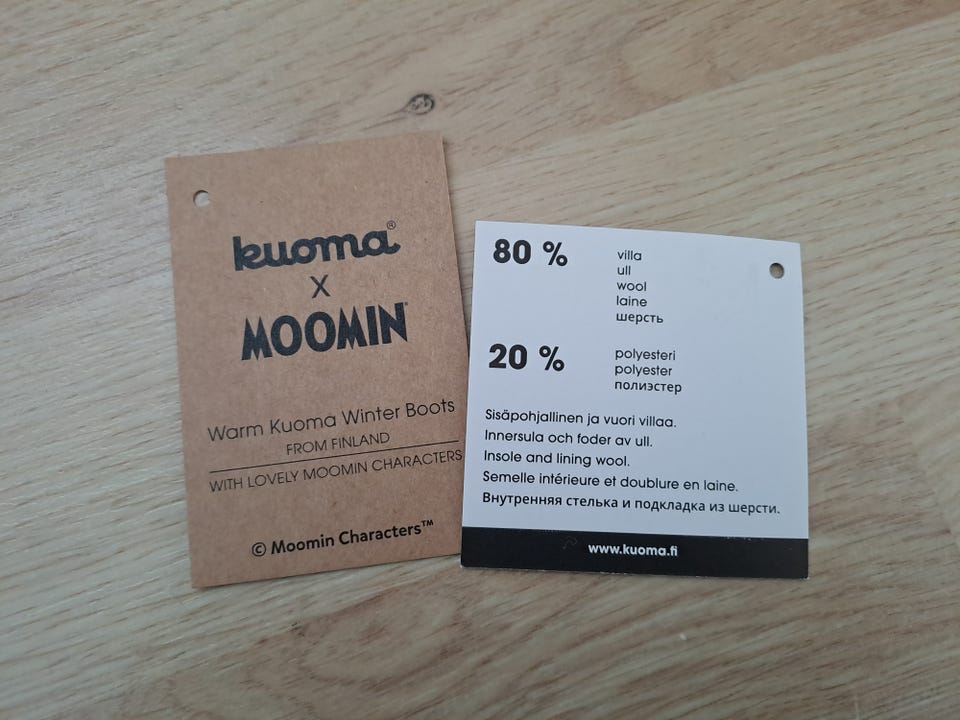 kuoma®
X
MOOMIN®
Warm Kuoma Winter Boots
FROM FINLAND
WITH LOVELY MOOMIN CHARACTERS
© Moomin Characters™
80 %
villa
ull
wool
laine
шерсть
20 %
polyesteri
polyester
полиэстер
Sisäpohjallinen ja vuori villaa.
Innersula och foder av ull.
Insole and lining wool.
Semelle intérieure et doublure en laine.
Внутренняя стелька и подкладка из шерсти.
www.kuoma.fi